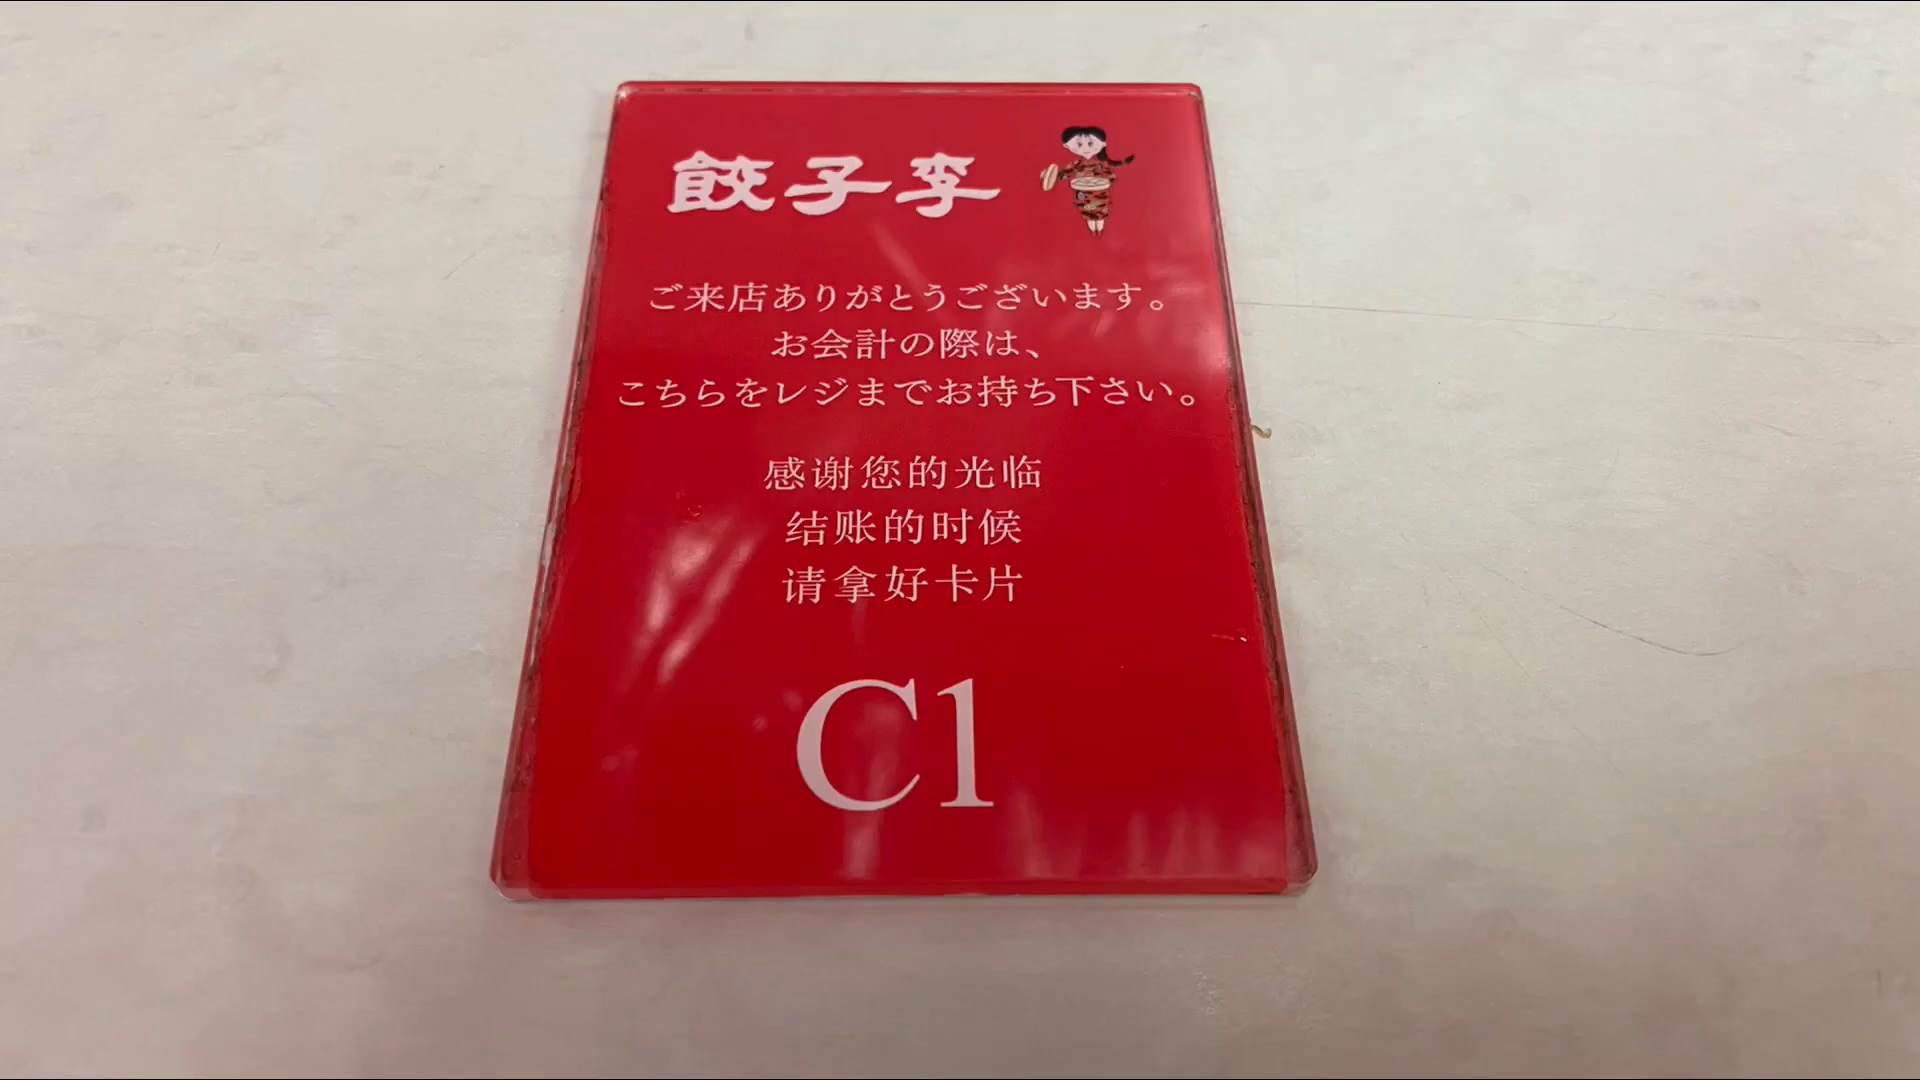 餃子李
ご来店ありがとうございます。
お会計の際は、
こちらをレジまでお持ち下さい。
感谢您的光临
结账的时候
请拿好卡片
C1